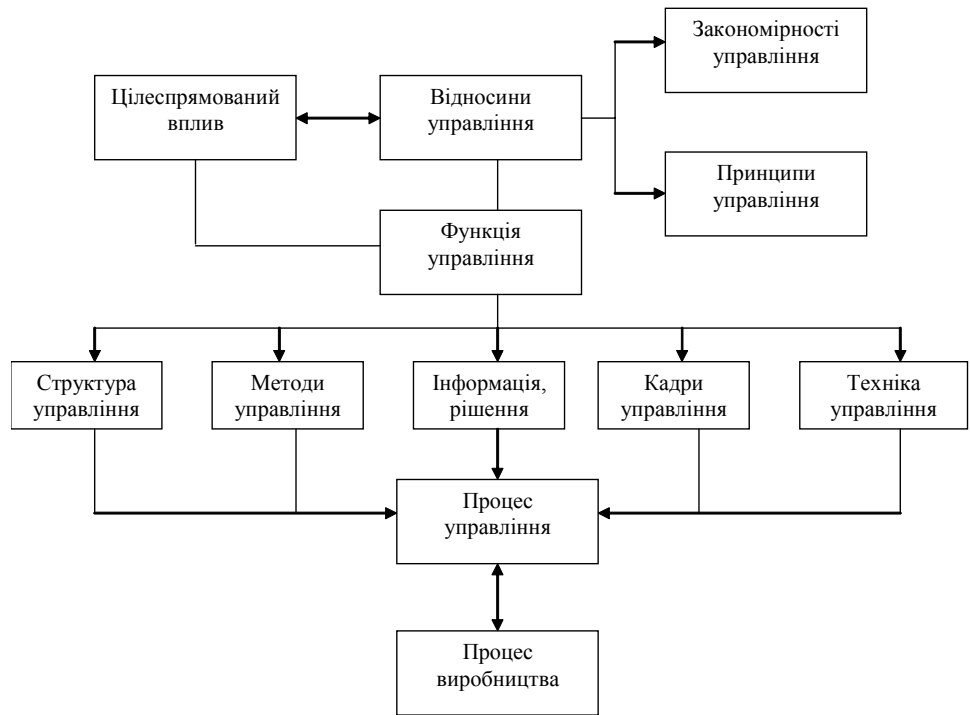 Закономірності
управління
Цілеспрямований
вплив
Відносини
управління
Принципи
управління
Функція
управління
Структура
управління
Методи
управління
Інформація,
рішення
Кадри
управління
Техніка
управління
Процес
управління
Процес
виробництва